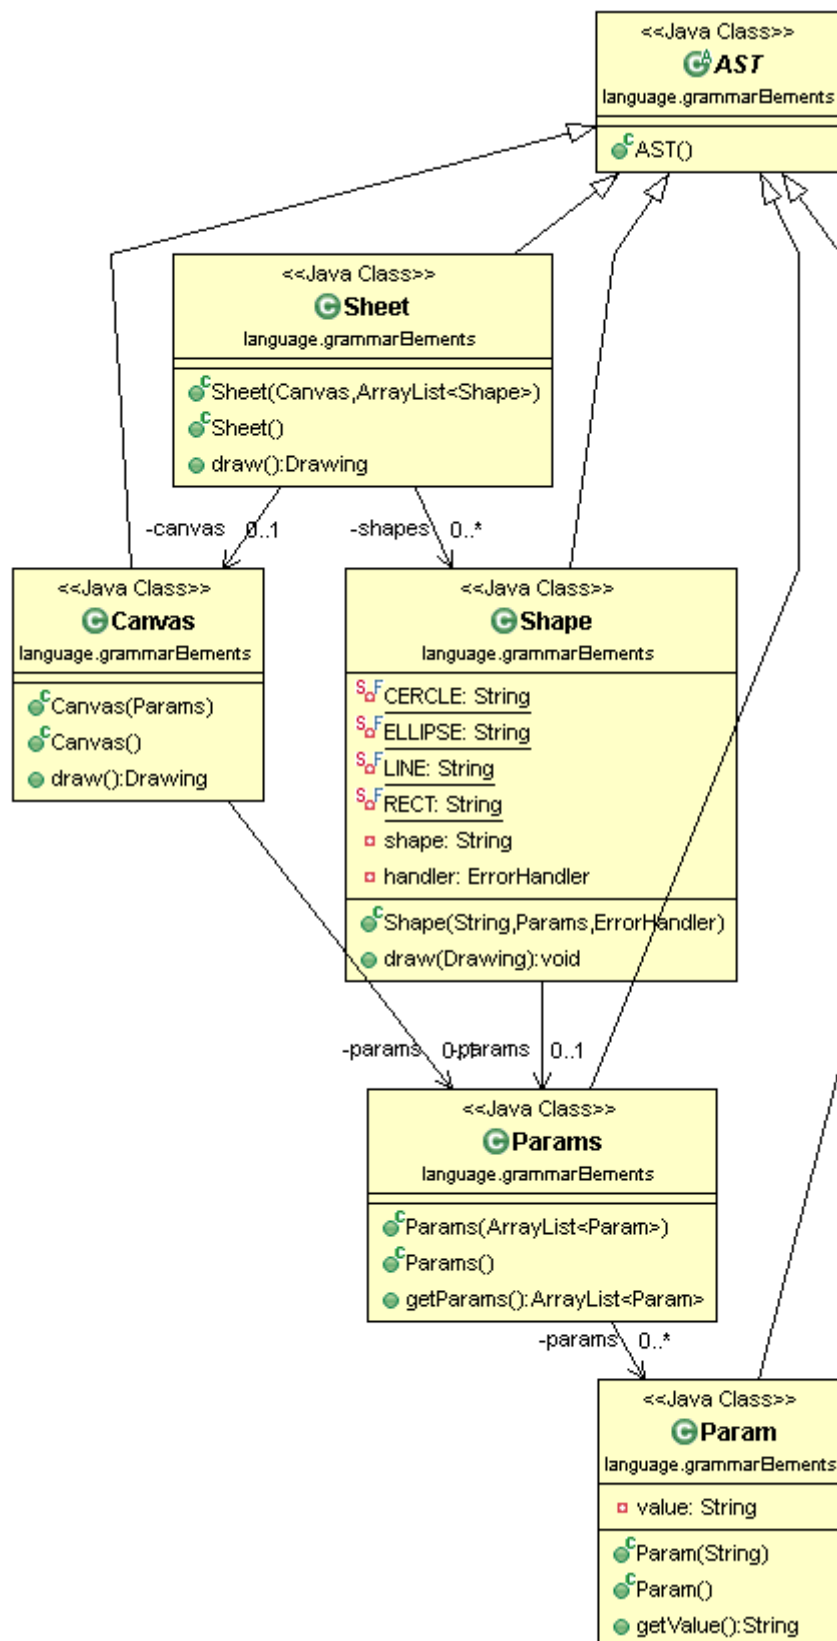 <<Java Class>>
AST
language.grammarElements
AST()
<<Java Class>>
Sheet
language.grammarElements
Sheet(Canvas,ArrayList<Shape>)
Sheet()
draw():Drawing
-canvas 0..1
-shapes 0..*
<<Java Class>>
Canvas
language.grammarElements
Canvas(Params)
Canvas()
draw():Drawing
<<Java Class>>
Shape
language.grammarElements
CERCLE: String
ELLIPSE: String
LINE: String
RECT: String
shape: String
handler: ErrorHandler
Shape(String,Params,ErrorHandler)
draw(Drawing):void
-params
-params 0..1
<<Java Class>>
Params
language.grammarElements
Params(ArrayList<Param>)
Params()
getParams():ArrayList<Param>
-params 0..*
<<Java Class>>
Param
language.grammarElements
value: String
Param(String)
Param()
getValue():String